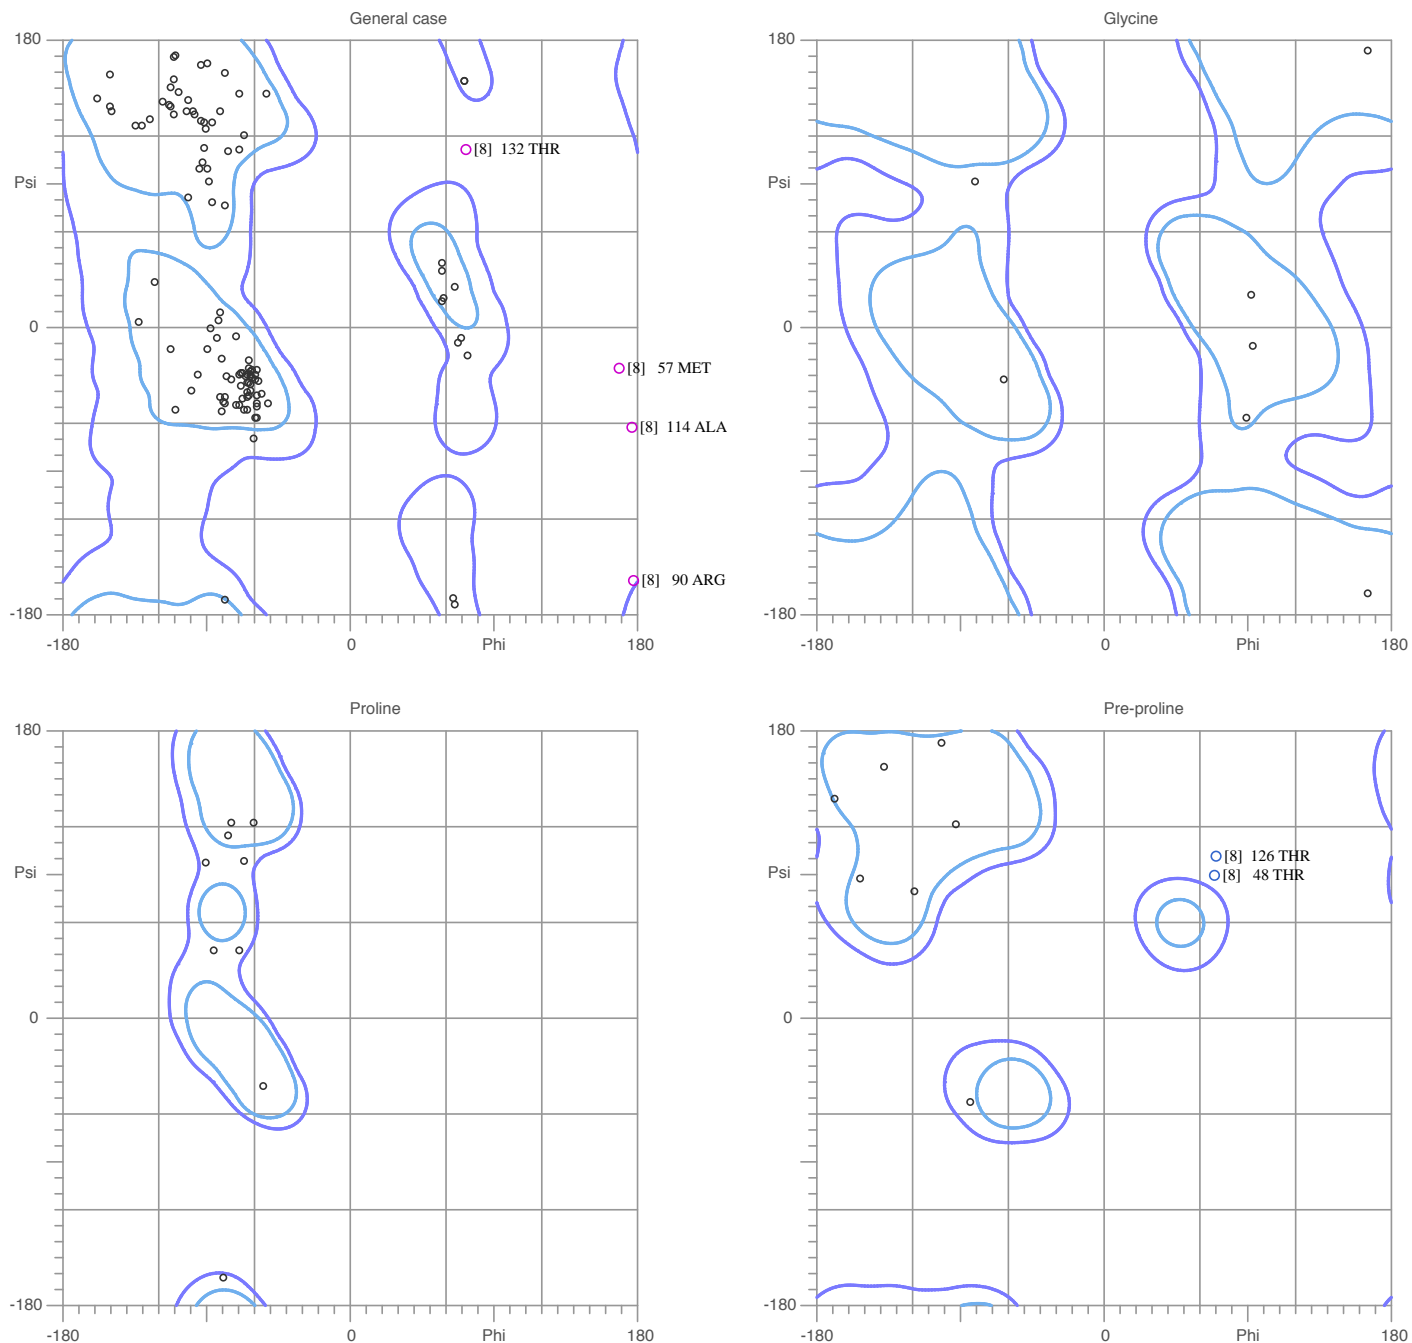 General case
Glycine
180
Psi
0
-180
-180
0
Phi
180
[8] 132 THR
[8] 57 MET
[8] 114 ALA
[8] 90 ARG
180
Psi
0
-180
-180
0
Phi
180
Proline
Pre-proline
180
Psi
0
-180
-180
0
Phi
180
180
Psi
0
-180
-180
0
Phi
180
[8] 126 THR
[8] 48 THR